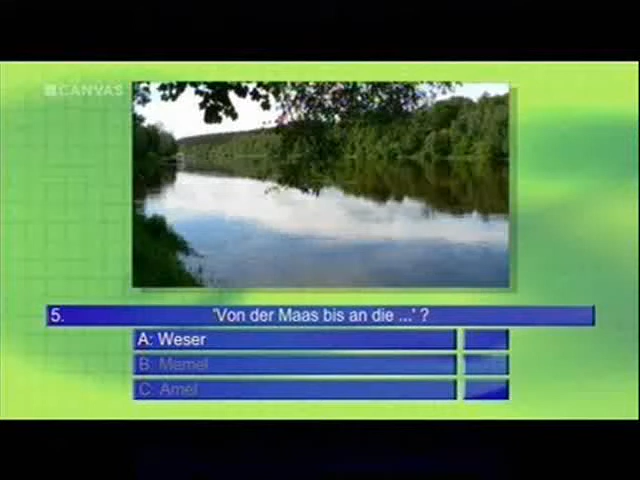 CANVAS
5. 'Von der Maas bis an die ...' ?
A: Weser
B: Memel
C: Amel